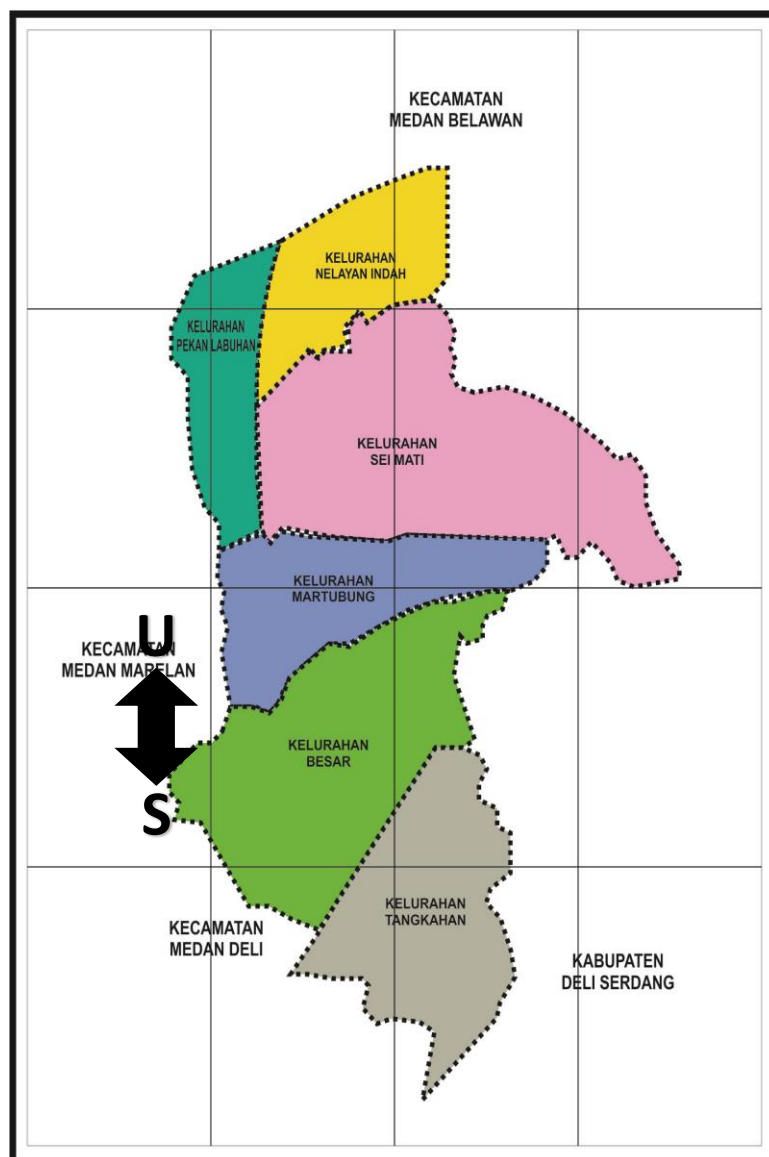 KECAMATAN
MEDAN BELAWAN
KELURAHAN
NELAYAN INDAH
KELURAHAN
PEKAN LABUHAN
KELURAHAN
SEI MATI
KELURAHAN
MARTUBUNG
U
KECAMATAN
MEDAN MARELAN
KELURAHAN
BESAR
S
KELURAHAN
TANGKAHAN
KECAMATAN
MEDAN DELI
KABUPATEN
DELI SERDANG